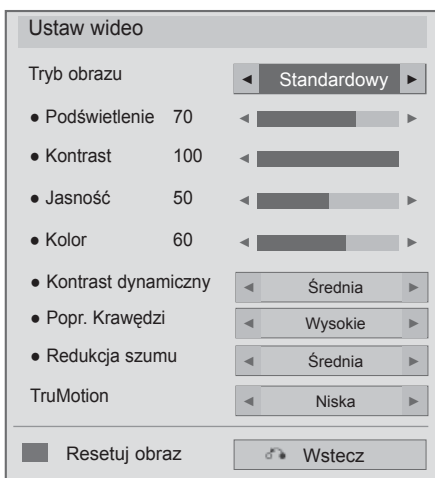 Ustaw wideo
Tryb obrazu ◄ Standardowy ►
● Podświetlenie 70 ◄ ►
● Kontrast 100 ◄
● Jasność 50 ◄ ►
● Kolor 60 ◄ ►
● Kontrast dynamiczny ◄ Średnia ►
● Popr. Krawędzi ◄ Wysokie ►
● Redukcja szumu ◄ Średnia ►
TruMotion ◄ Niska ►
Resetuj obraz Wstecz